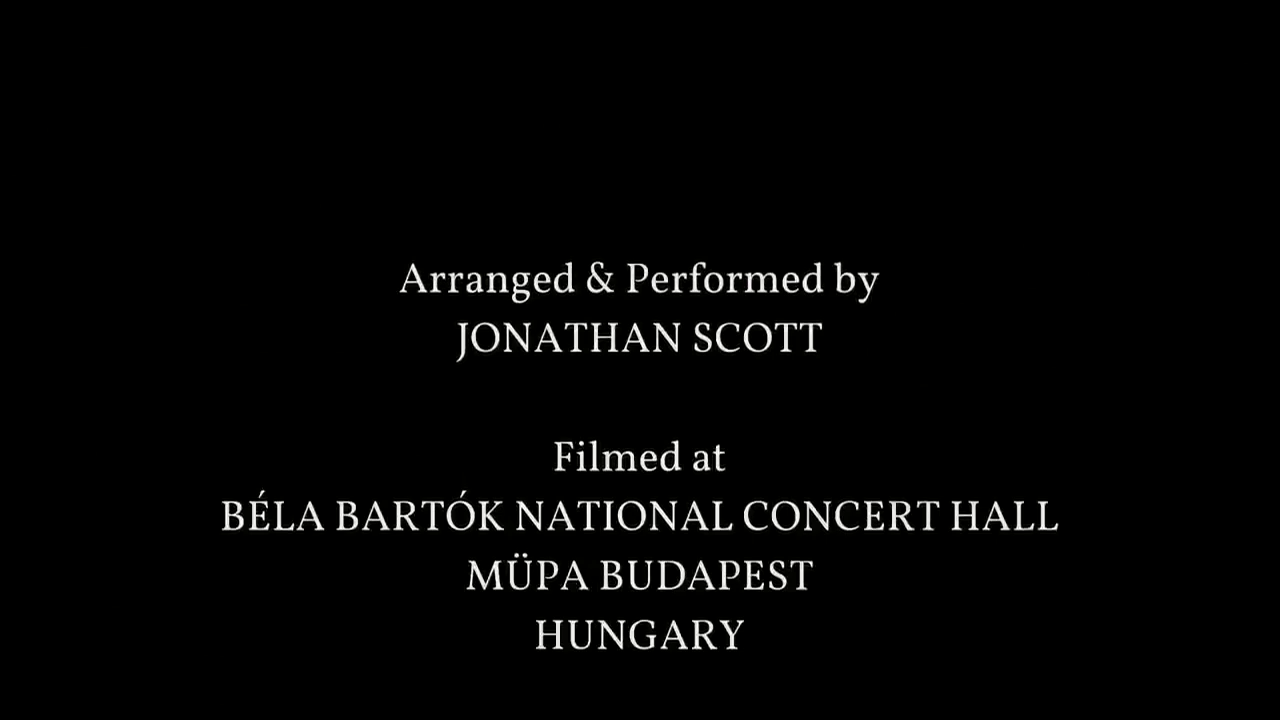 Arranged & Performed by
JONATHAN SCOTT
Filmed at
BÉLA BARTÓK NATIONAL CONCERT HALL
MÜPA BUDAPEST
HUNGARY